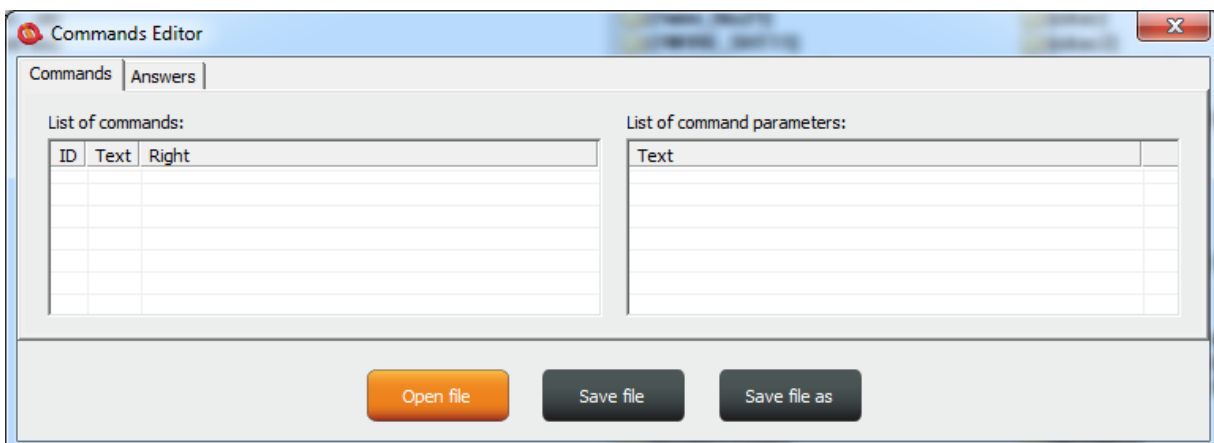 Commands Editor
Commands Answers
List of commands: List of command parameters:
ID Text Right Text
Open file Save file Save file as